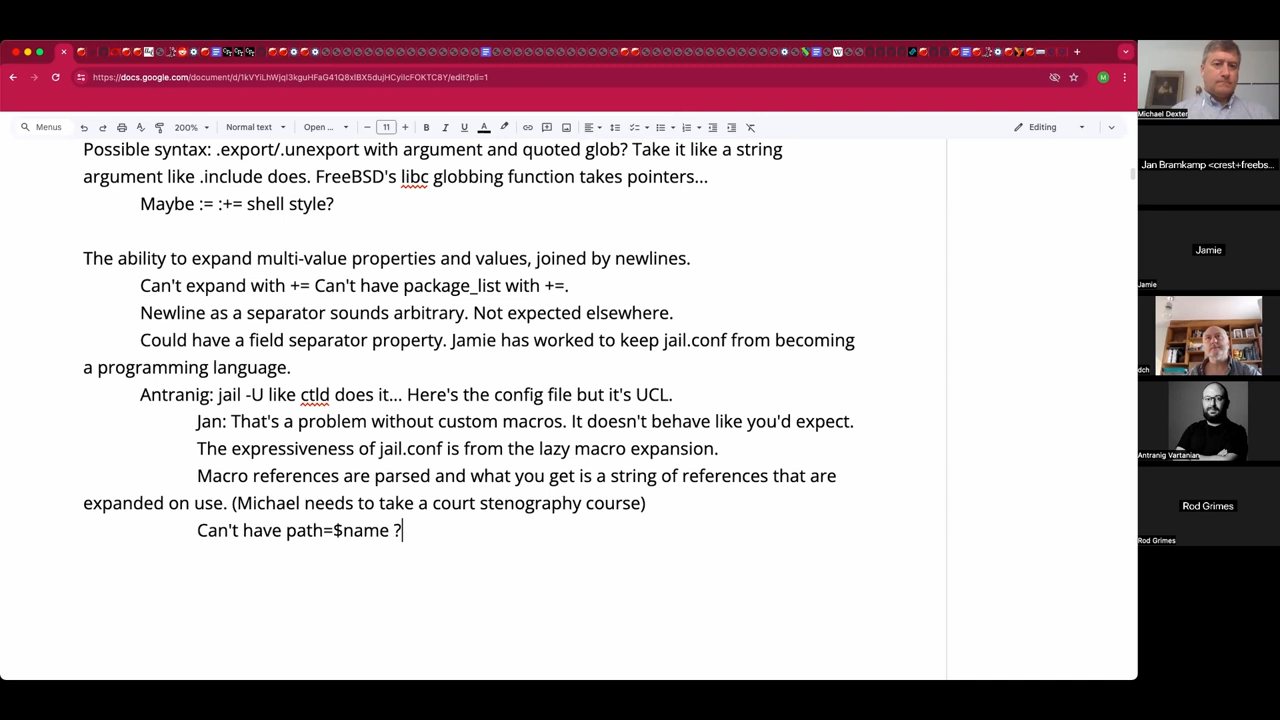 https://docs.google.com/document/d/1kVYiLhWjqI3kguHFaG41Q8xlBX5dujHCyiIcFOKTC8Y/edit?pli=1
M
Menus
200%
Normal text
Open ...
11
Editing
Possible syntax: .export/.unexport with argument and quoted glob? Take it like a string
argument like .include does. FreeBSD's libc globbing function takes pointers...
Maybe := :+= shell style?
The ability to expand multi-value properties and values, joined by newlines.
Can't expand with += Can't have package_list with +=.
Newline as a separator sounds arbitrary. Not expected elsewhere.
Could have a field separator property. Jamie has worked to keep jail.conf from becoming
a programming language.
Antranig: jail -U like ctld does it... Here's the config file but it's UCL.
Jan: That's a problem without custom macros. It doesn't behave like you'd expect.
The expressiveness of jail.conf is from the lazy macro expansion.
Macro references are parsed and what you get is a string of references that are
expanded on use. (Michael needs to take a court stenography course)
Can't have path=$name ?
Michael Dexter
Jan Bramkamp <crest+freebs...
Jamie
Jamie
dch
Antranig Vartanian
Rod Grimes
Rod Grimes